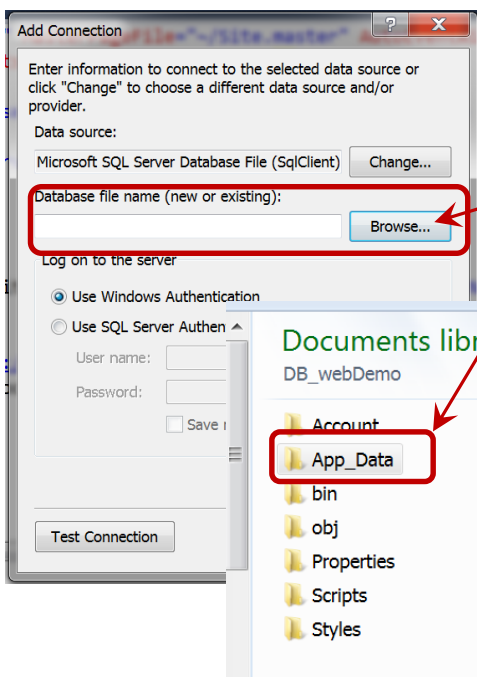 Add Connection
Enter information to connect to the selected data source or
click "Change" to choose a different data source and/or
provider.
Data source:
Microsoft SQL Server Database File (SqlClient)
Change...
Database file name (new or existing):
Browse...
Log on to the server
Use Windows Authentication
Use SQL Server Authen
User name:
Password:
Save
Test Connection
Documents libr
DB_webDemo
Account
App_Data
bin
obj
Properties
Scripts
Styles